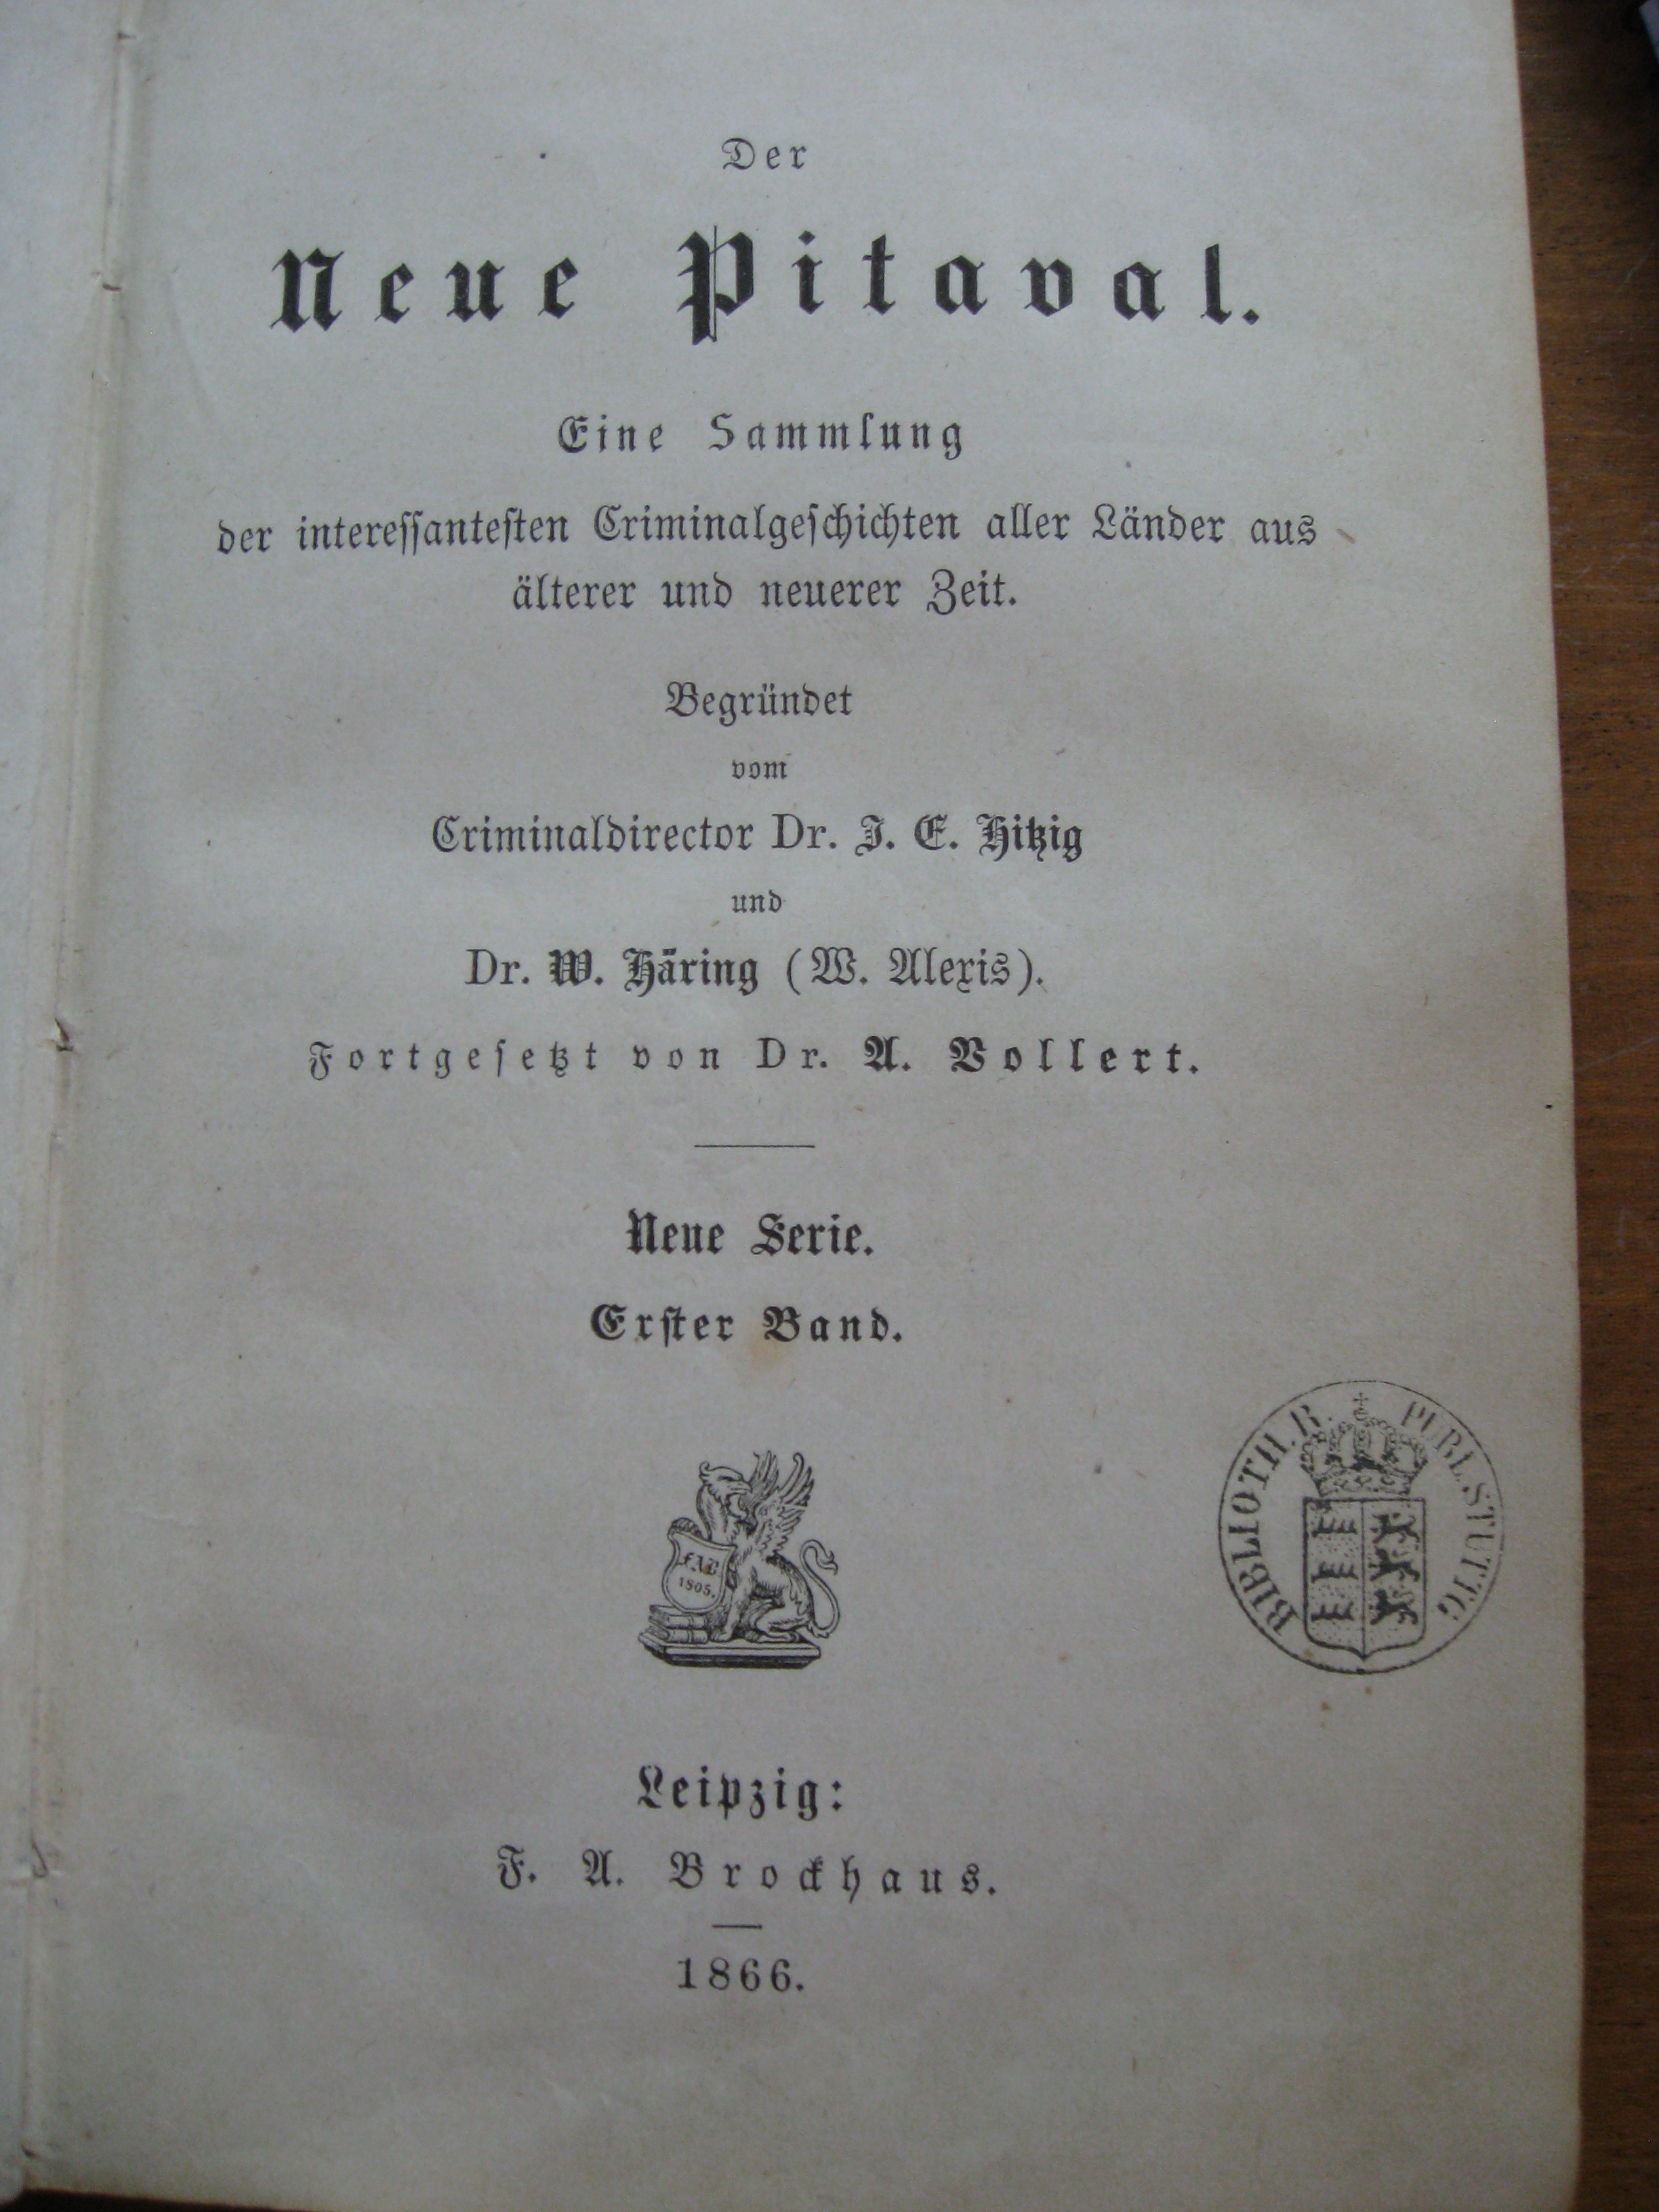 Der
Neue Pitaval.
Eine Sammlung
der intereſſanteſten Criminalgeſchichten aller Länder aus
älterer und neuerer Zeit.
Begründet
vom
Criminaldirector Dr. J. E. Hitzig
und
Dr. W. Häring (W. Alexis).
Fortgeſetzt von Dr. A. Vollert.
Neue Serie.
Erſter Band.
FAB
1805.
BIBLIOTH. R. PUBL. STUTTG
Leipzig:
F. A. Brockhaus.
1866.